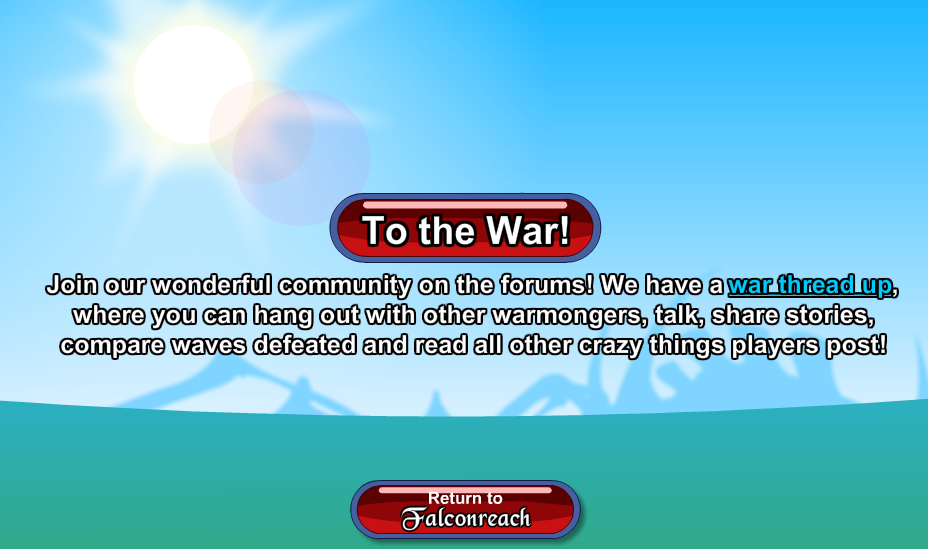 To the War!
Join our wonderful community on the forums! We have a war thread up,
where you can hang out with other warmongers, talk, share stories,
compare waves defeated and read all other crazy things players post!
Return to
Falconreach